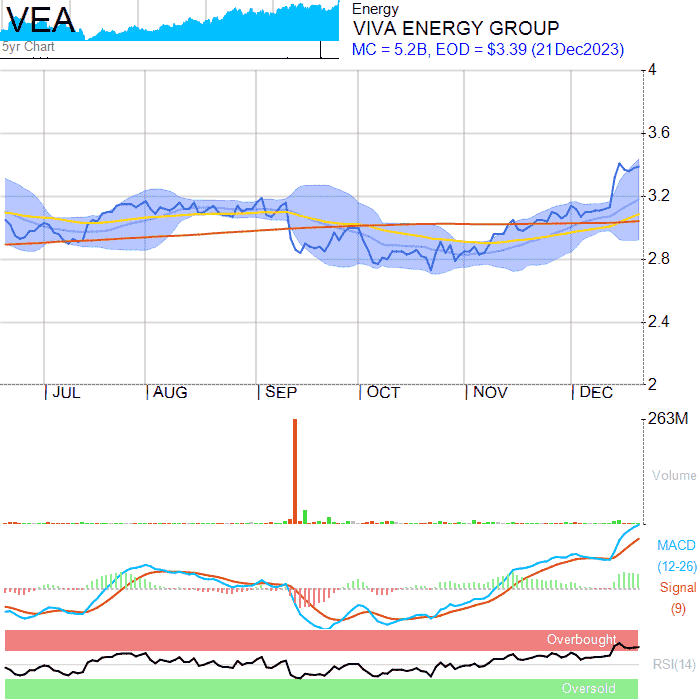 VEA
5yr Chart
Energy
VIVA ENERGY GROUP
MC = 5.2B, EOD = $3.39 (21Dec2023)
4
3.6
3.2
2.8
2.4
2
JUL AUG SEP OCT NOV DEC
263M
Volume
MACD
(12-26)
Signal
(9)
Overbought
RSI(14)
Oversold